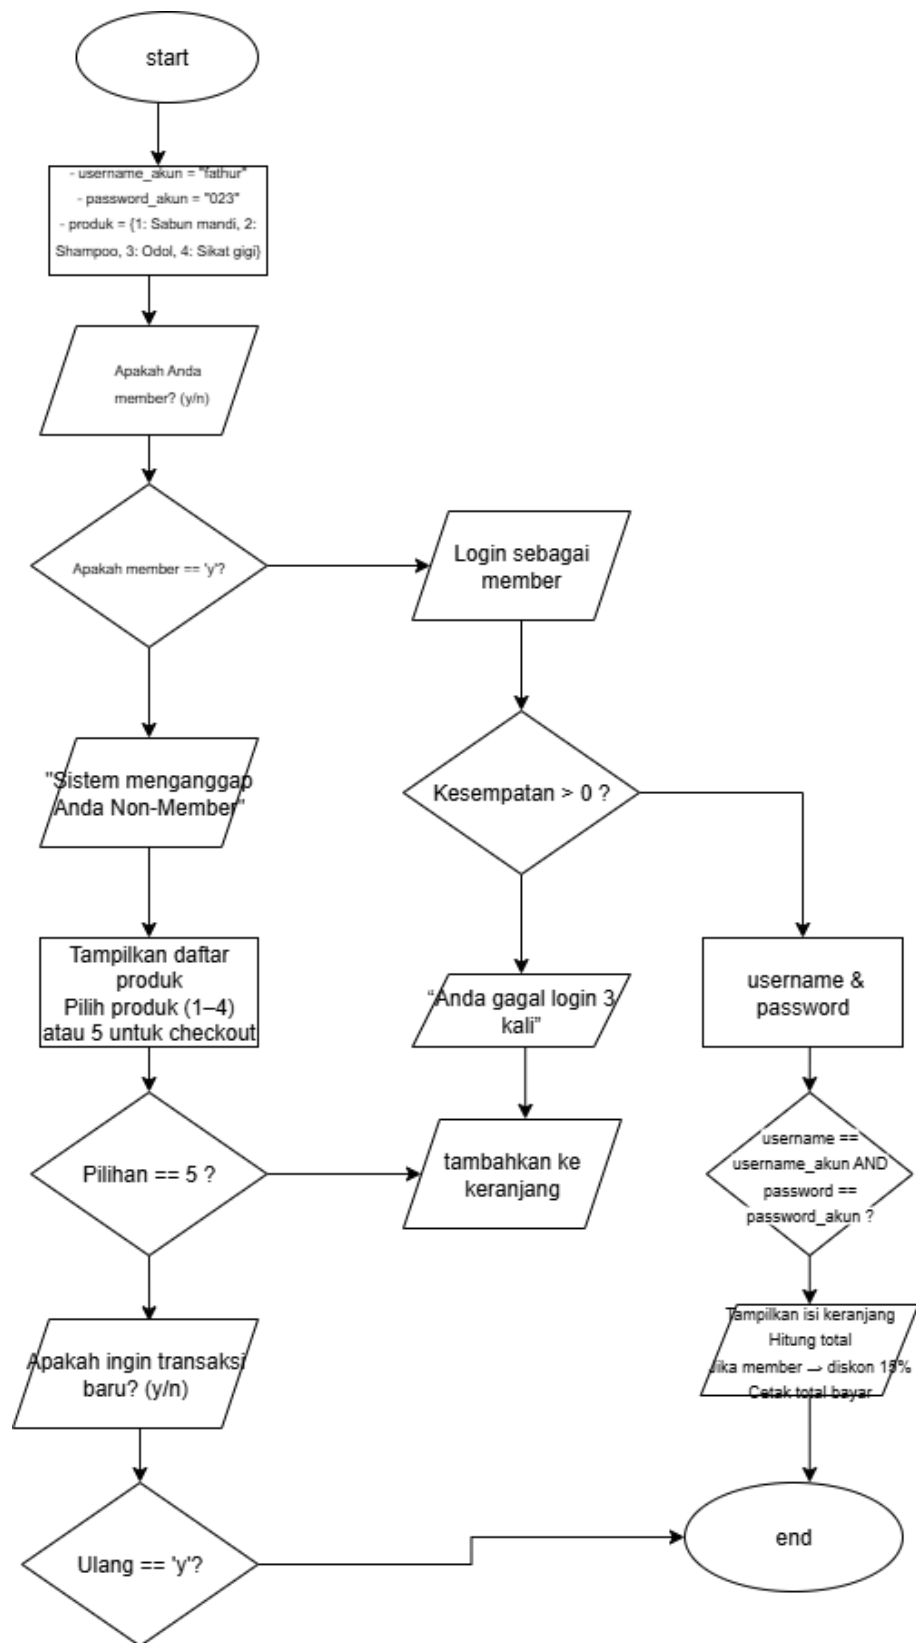 start
- username_akun = "fathur"
- password_akun = "023"
- produk = {1: Sabun mandi, 2:
Shampoo, 3: Odol, 4: Sikat gigi}
Apakah Anda
member? (y/n)
Apakah member == 'y'?
Login sebagai
member
"Sistem menganggap
Anda Non-Member"
Kesempatan > 0 ?
Tampilkan daftar
produk
Pilih produk (1–4)
atau 5 untuk checkout
“Anda gagal login 3
kali”
username &
password
Pilihan == 5 ?
tambahkan ke
keranjang
username ==
username_akun AND
password ==
password_akun ?
Apakah ingin transaksi
baru? (y/n)
Tampilkan isi keranjang
Hitung total
Jika member → diskon 15%
Cetak total bayar
Ulang == 'y'?
end